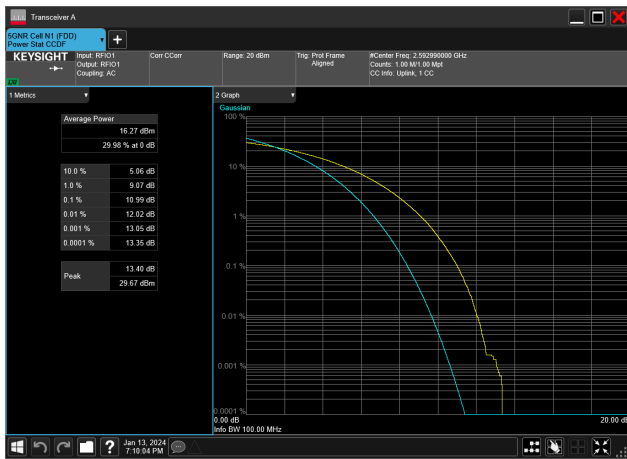 Transceiver A
5GNR Cell N1 (FDD)
Power Stat CCDF
KEYSIGHT
Input: RFIO1
Output: RFIO1
Coupling: AC
Corr CCorr
Range: 20 dBm
Trig: Prot Frame
Aligned
#Center Freq: 2.592990000 GHz
Counts: 1.00 M/1.00 Mpt
CC Info: Uplink, 1 CC
1 Metrics
Average Power
16.27 dBm
29.98 % at 0 dB
10.0 % 5.06 dB
1.0 % 9.07 dB
0.1 % 10.99 dB
0.01 % 12.02 dB
0.001 % 13.05 dB
0.0001 % 13.35 dB
Peak 13.40 dB
29.67 dBm
2 Graph
Gaussian
100 %
10 %
1 %
0.1 %
0.01 %
0.001 %
0.0001 %
0.00 dB
20.00 dB
Info BW 100.00 MHz
Jan 13, 2024
7:10:04 PM